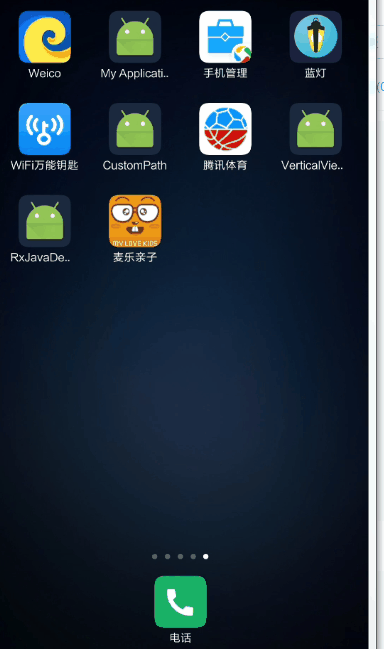 Weico
My Applicati..
手机管理
蓝灯
WiFi万能钥匙
CustomPath
腾讯体育
VerticalVie..
RxJavaDe..
MY LOVE KIDS
麦乐亲子
电话